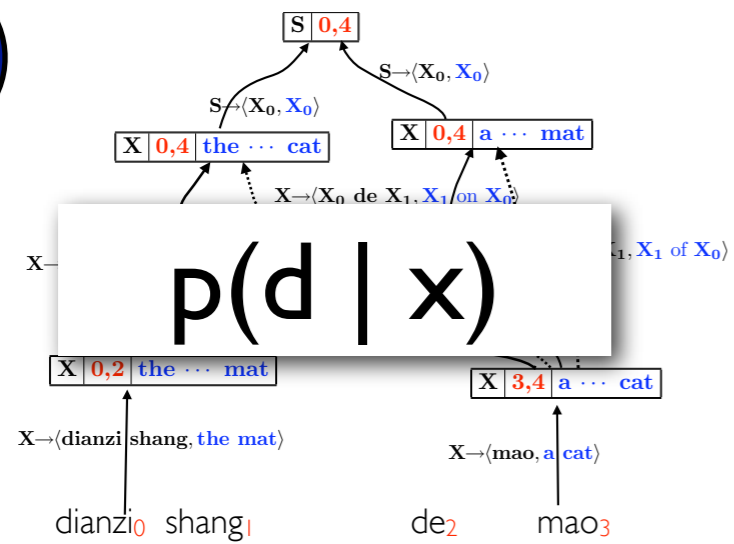 S 0,4
S→⟨X₀, X₀⟩
S→⟨X₀, X₀⟩
X 0,4 the ··· cat
X 0,4 a ··· mat
X→⟨X₀ de X₁, X₁ on X₀⟩
X→
X₁, X₁ of X₀⟩
p(d | x)
X 0,2 the ··· mat
X 3,4 a ··· cat
X→⟨dianzi shang, the mat⟩
X→⟨mao, a cat⟩
dianzi₀ shang₁ de₂ mao₃